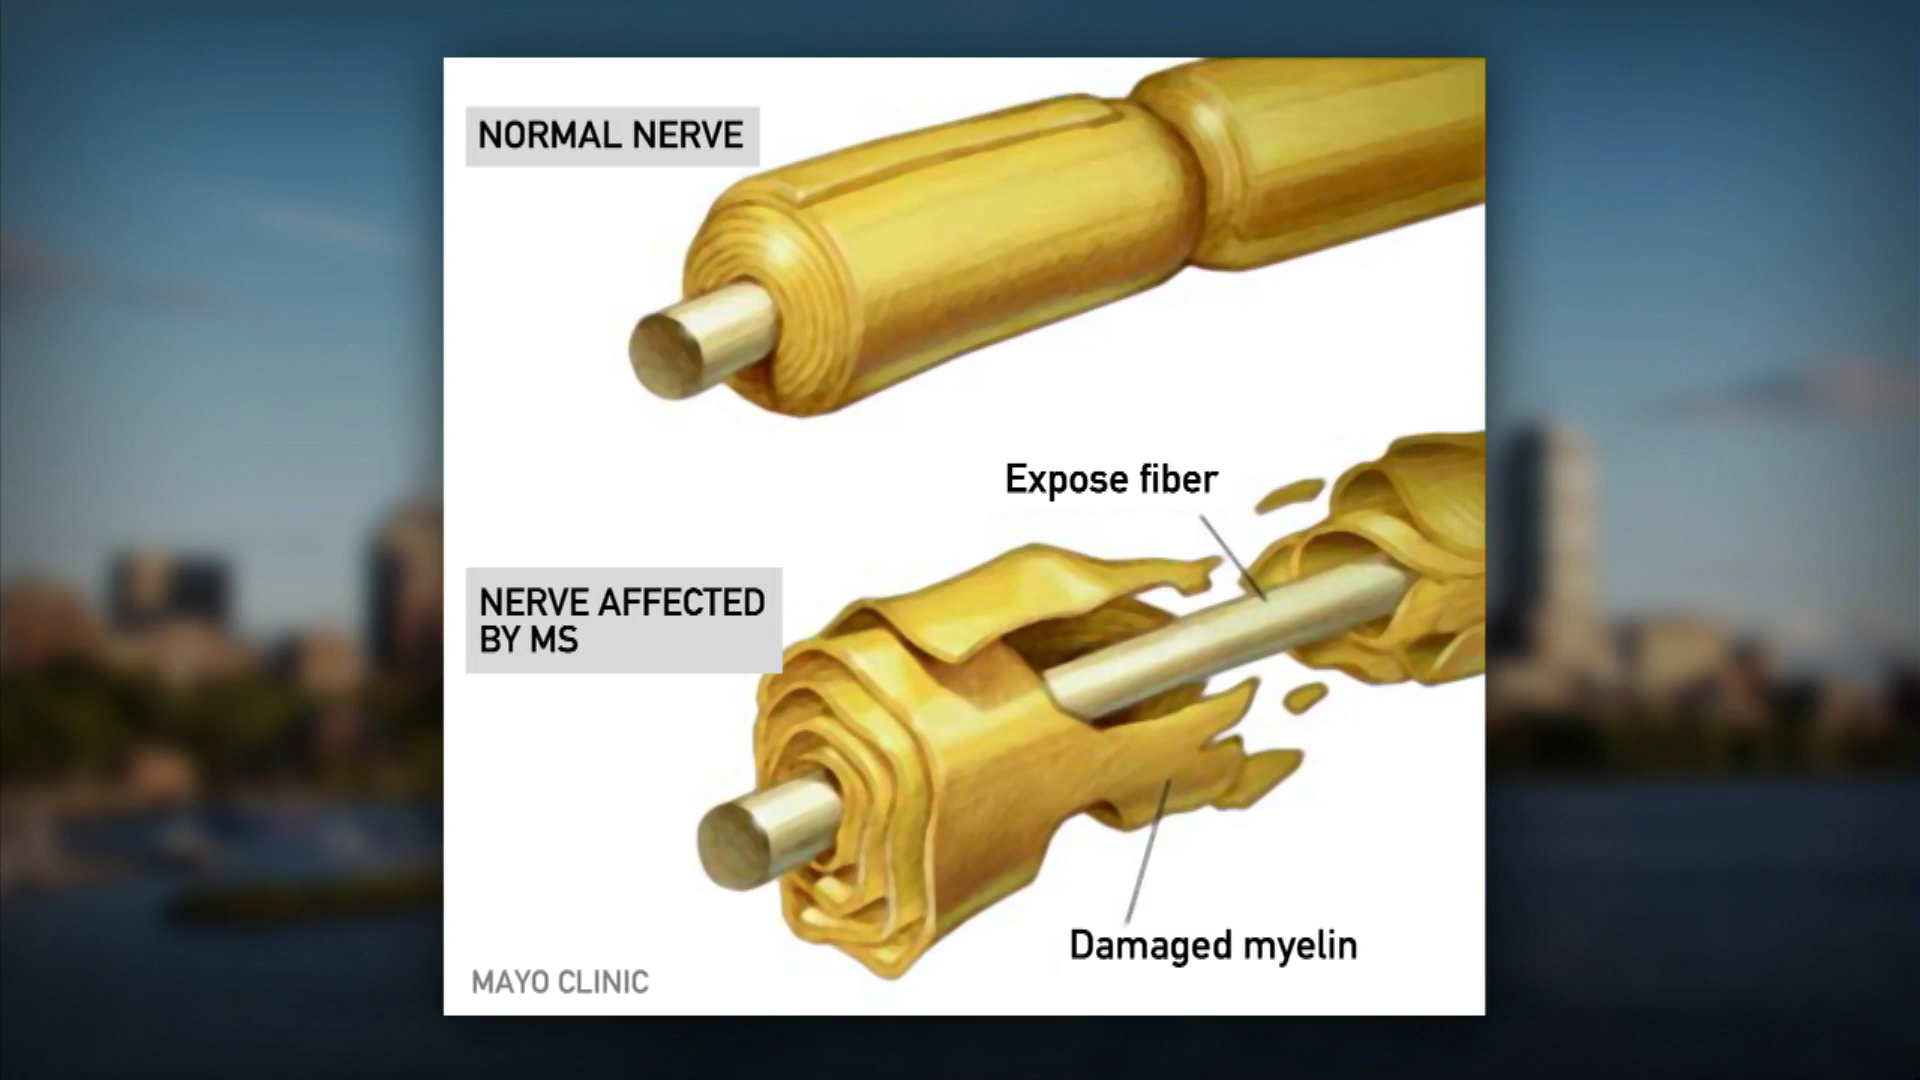 NORMAL NERVE
Expose fiber
NERVE AFFECTED
BY MS
Damaged myelin
MAYO CLINIC